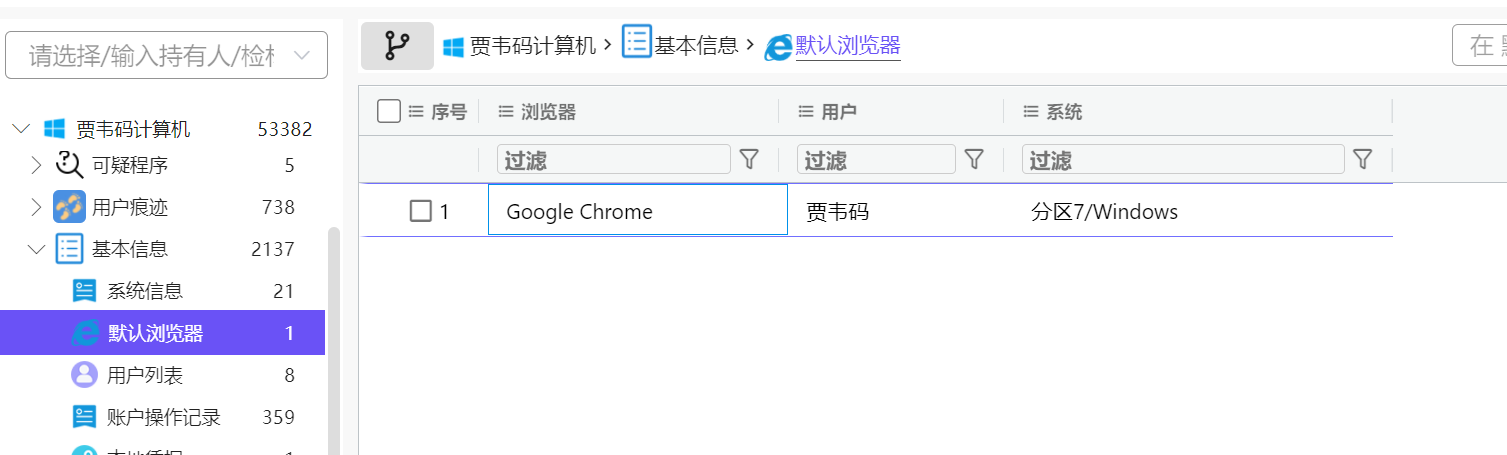 请选择/输入持有人/检
贾韦码计算机 53382
可疑程序 5
用户痕迹 738
基本信息 2137
系统信息 21
默认浏览器 1
用户列表 8
账户操作记录 359
贾韦码计算机 > 基本信息 > 默认浏览器
在
序号 浏览器 用户 系统
过滤 过滤 过滤
1 Google Chrome 贾韦码 分区7/Windows